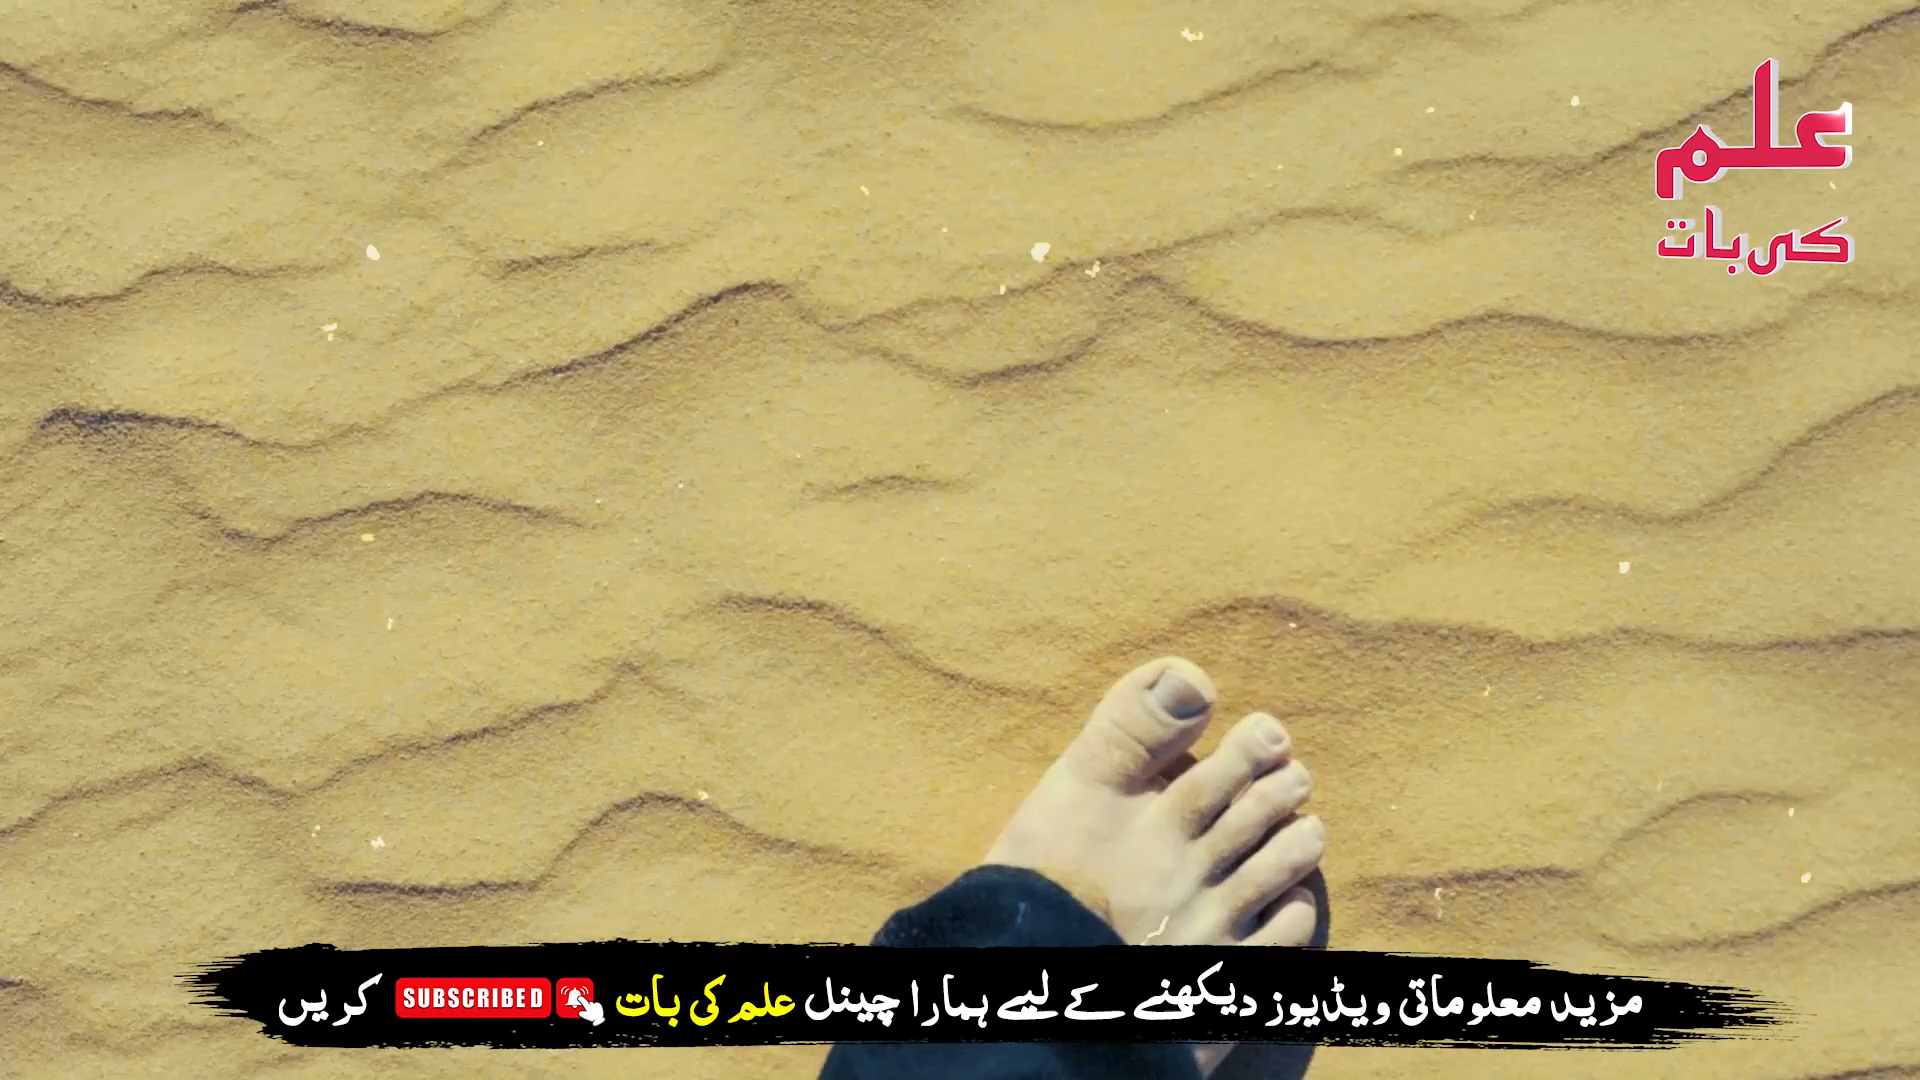 علم
کی بات
مزید معلوماتی ویڈیوز دیکھنے کے لیے ہمارا چینل علم کی بات SUBSCRIBED کریں